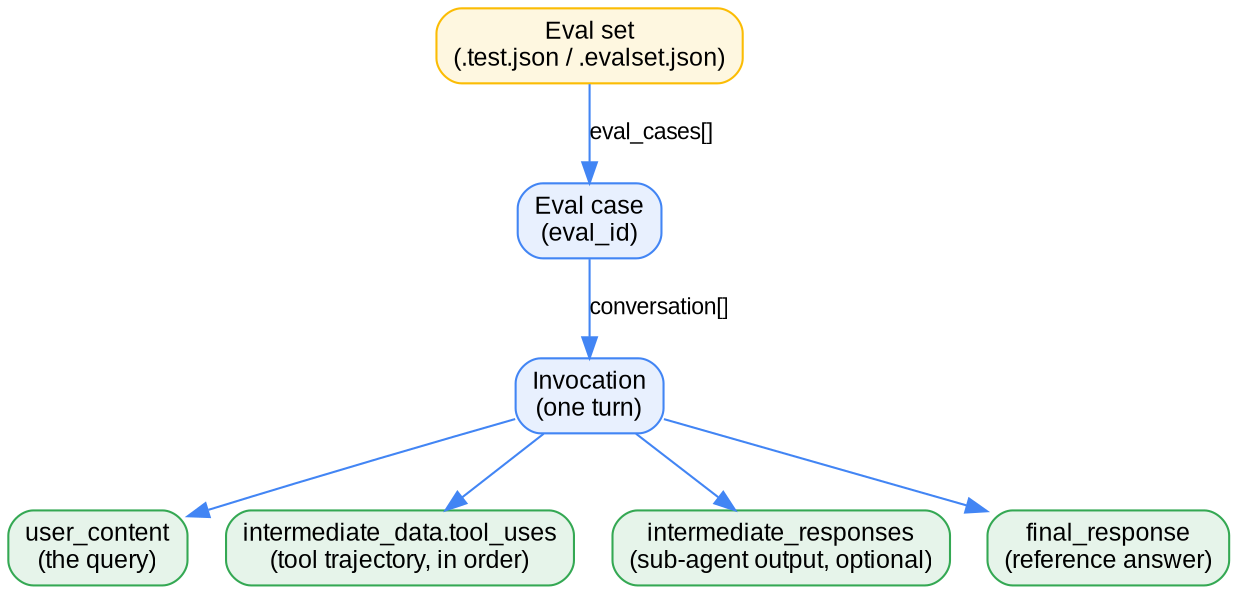 Eval set
(.test.json / .evalset.json)
eval_cases[]
Eval case
(eval_id)
conversation[]
Invocation
(one turn)
user_content
(the query)
intermediate_data.tool_uses
(tool trajectory, in order)
intermediate_responses
(sub-agent output, optional)
final_response
(reference answer)